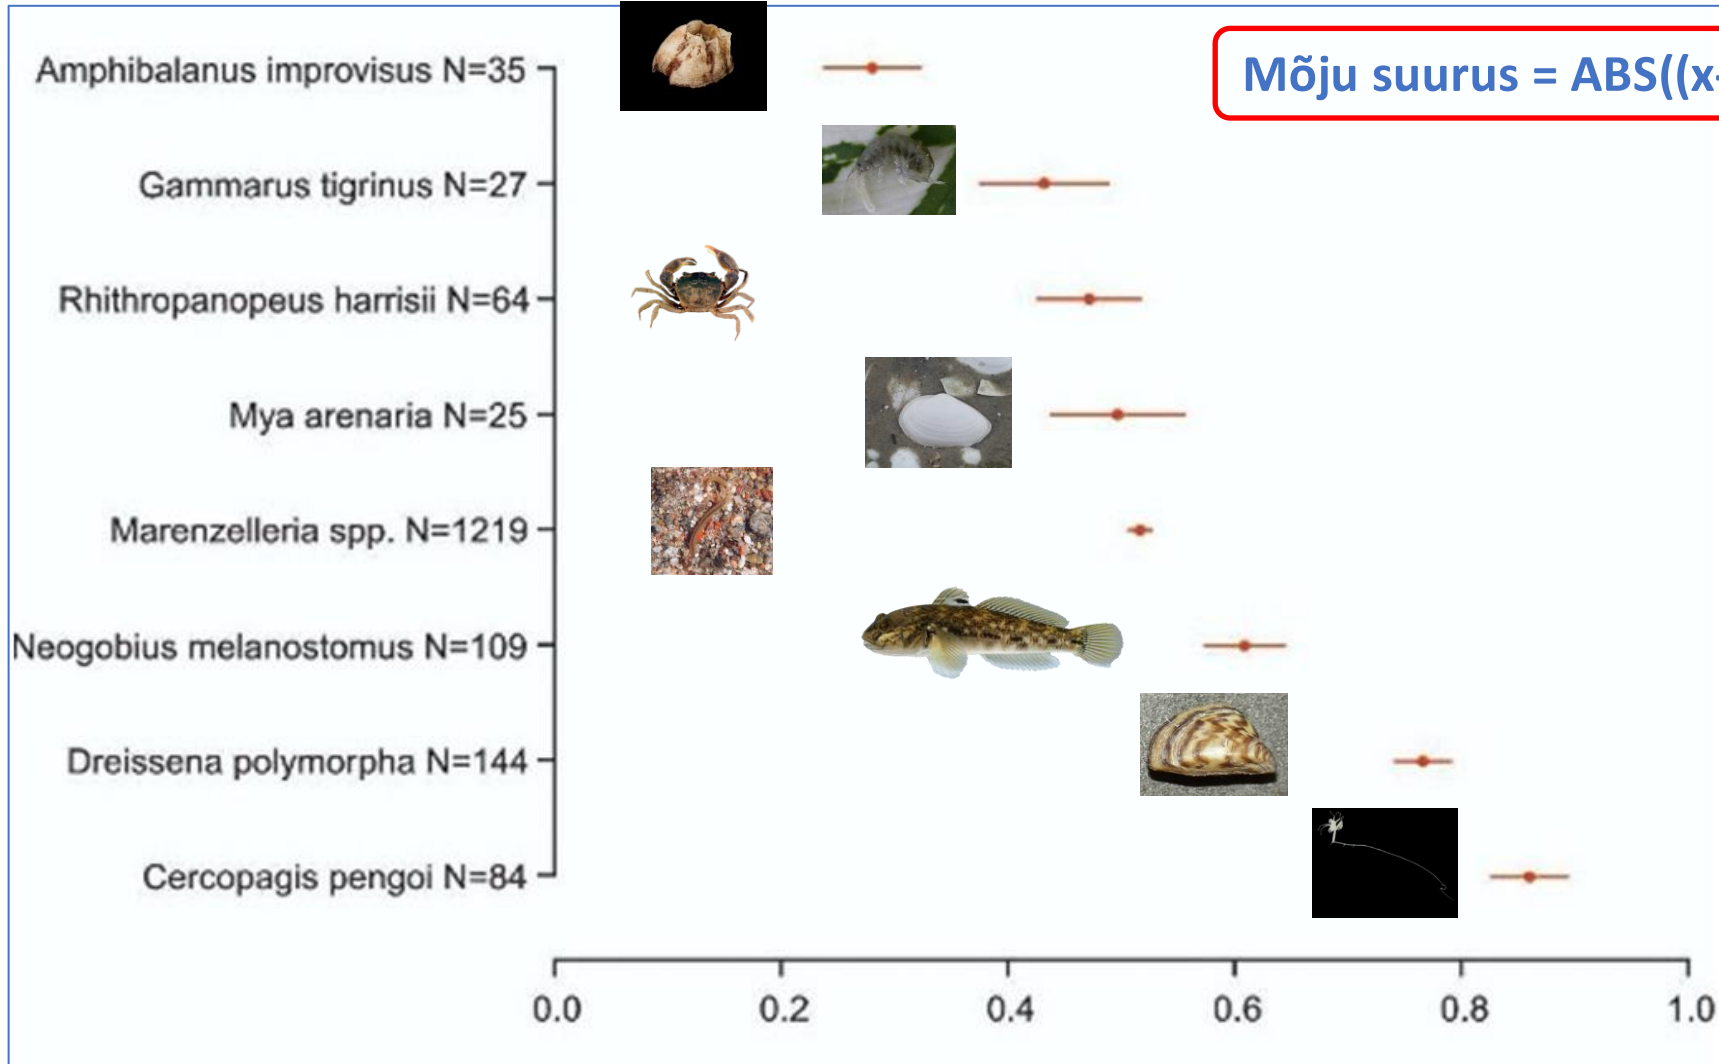 Amphibalanus improvisus N=35
Mõju suurus = ABS((x-
Gammarus tigrinus N=27
Rhithropanopeus harrisii N=64
Mya arenaria N=25
Marenzelleria spp. N=1219
Neogobius melanostomus N=109
Dreissena polymorpha N=144
Cercopagis pengoi N=84
0.0 0.2 0.4 0.6 0.8 1.0